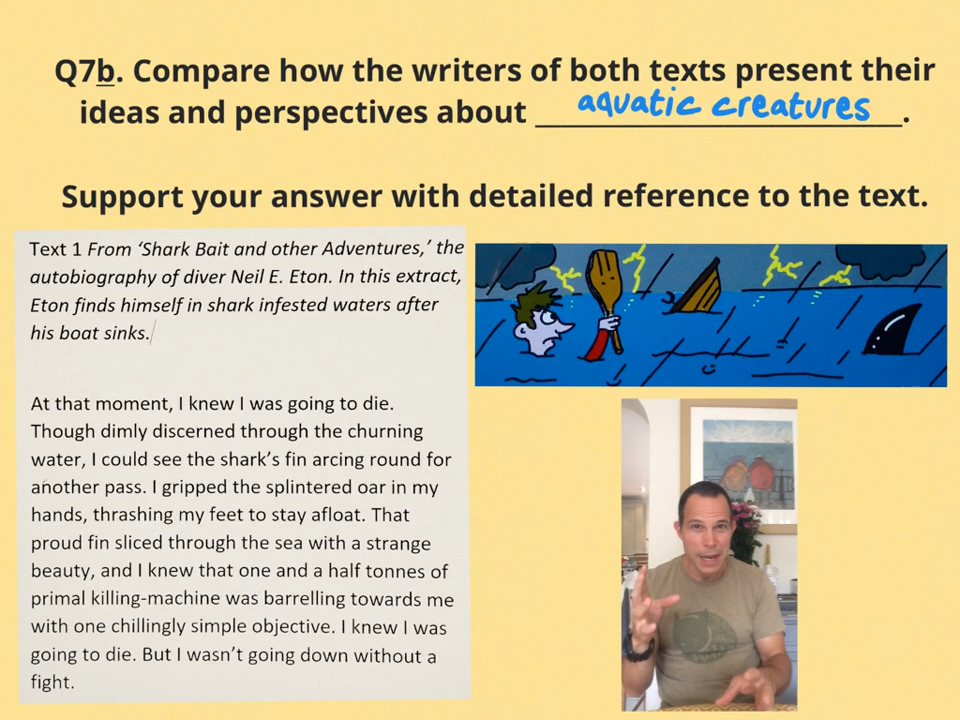 Q7b. Compare how the writers of both texts present their
ideas and perspectives about aquatic creatures.
Support your answer with detailed reference to the text.
Text 1 From ‘Shark Bait and other Adventures,’ the
autobiography of diver Neil E. Eton. In this extract,
Eton finds himself in shark infested waters after
his boat sinks.
At that moment, I knew I was going to die.
Though dimly discerned through the churning
water, I could see the shark’s fin arcing round for
another pass. I gripped the splintered oar in my
hands, thrashing my feet to stay afloat. That
proud fin sliced through the sea with a strange
beauty, and I knew that one and a half tonnes of
primal killing-machine was barrelling towards me
with one chillingly simple objective. I knew I was
going to die. But I wasn’t going down without a
fight.